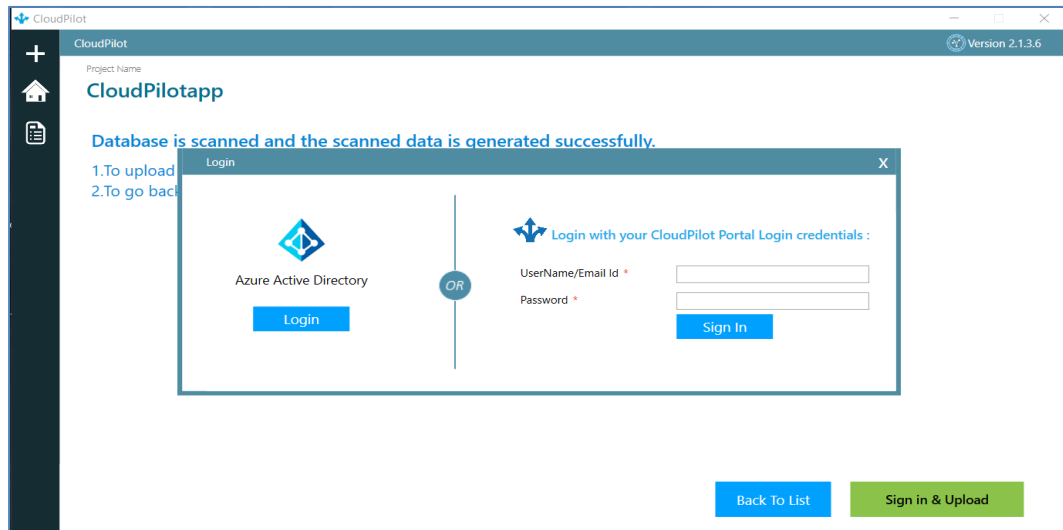 CloudPilot
CloudPilot
Version 2.1.3.6
Project Name
CloudPilotapp
Database is scanned and the scanned data is generated successfully.
1.To upload
2.To go back
Login
X
Azure Active Directory
Login
OR
Login with your CloudPilot Portal Login credentials :
UserName/Email Id *
Password *
Sign In
Back To List
Sign in & Upload